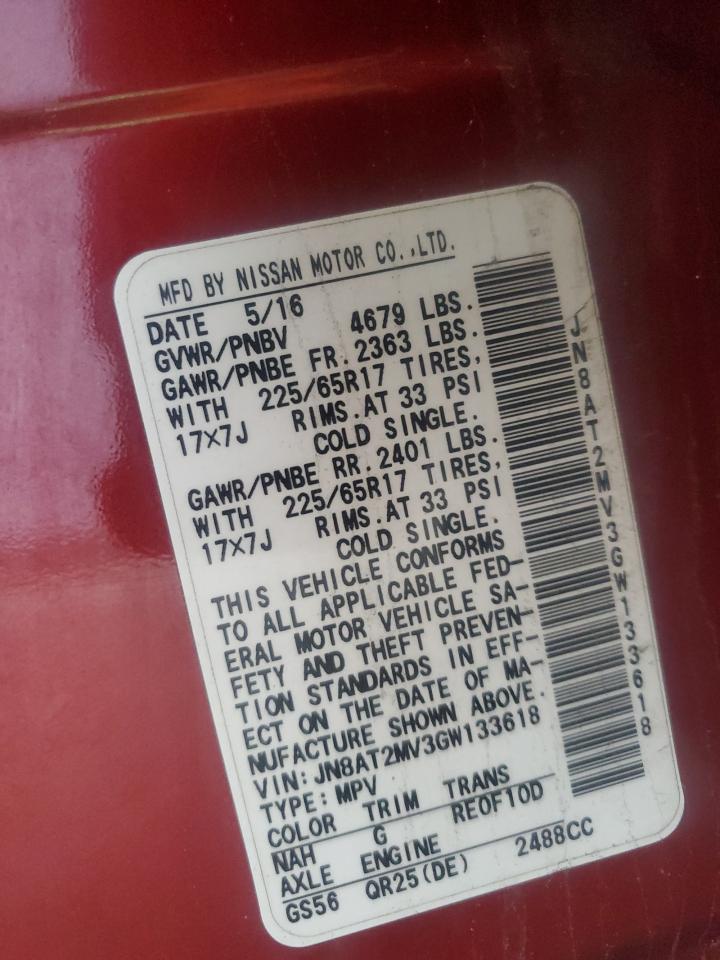 MFD BY NISSAN MOTOR CO.,LTD.
DATE 5/16
GVWR/PNBV 4679 LBS.
GAWR/PNBE FR.2363 LBS.
WITH 225/65R17 TIRES,
17X7J RIMS.AT 33 PSI
COLD SINGLE.
GAWR/PNBE RR.2401 LBS.
WITH 225/65R17 TIRES,
17X7J RIMS.AT 33 PSI
COLD SINGLE.
THIS VEHICLE CONFORMS
TO ALL APPLICABLE FED-
ERAL MOTOR VEHICLE SA-
FETY AND THEFT PREVEN-
TION STANDARDS IN EFF-
ECT ON THE DATE OF MA-
NUFACTURE SHOWN ABOVE.
VIN:JN8AT2MV3GW133618
TYPE:MPV
COLOR TRIM TRANS
NAH G RE0F10D
AXLE ENGINE
GS56 QR25(DE) 2488CC
JN8AT2MV3GW133618